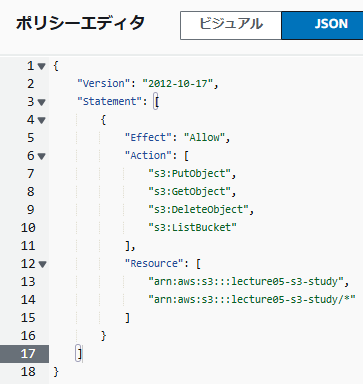 ポリシーエディタ ビジュアル JSON
1 {
2 "Version": "2012-10-17",
3 "Statement": [
4 {
5 "Effect": "Allow",
6 "Action": [
7 "s3:PutObject",
8 "s3:GetObject",
9 "s3:DeleteObject",
10 "s3:ListBucket"
11 ],
12 "Resource": [
13 "arn:aws:s3:::lecture05-s3-study",
14 "arn:aws:s3:::lecture05-s3-study/*"
15 ]
16 }
17 ]
18 }